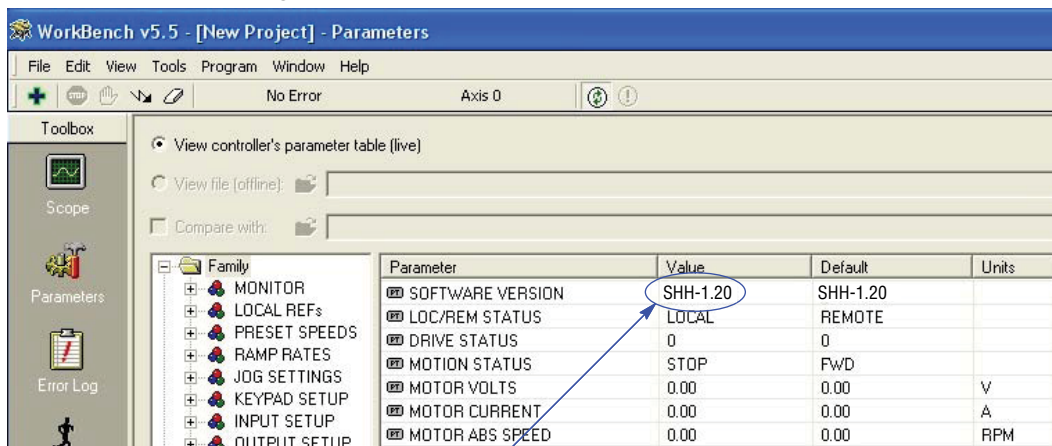 WorkBench v5.5 - [New Project] - Parameters
File Edit View Tools Program Window Help
STOP No Error Axis 0
Toolbox
View controller's parameter table (live)
View file (offline):
Scope
Compare with:
Family Parameter Value Default Units
MONITOR SOFTWARE VERSION SHH-1.20 SHH-1.20
Parameters
LOCAL REFs LOC/REM STATUS LOCAL REMOTE
PRESET SPEEDS DRIVE STATUS 0 0
RAMP RATES MOTION STATUS STOP FWD
JOG SETTINGS MOTOR VOLTS 0.00 0.00 V
Error Log
KEYPAD SETUP MOTOR CURRENT 0.00 0.00 A
INPUT SETUP MOTOR ABS SPEED 0.00 0.00 RPM
OUTPUT SETUP